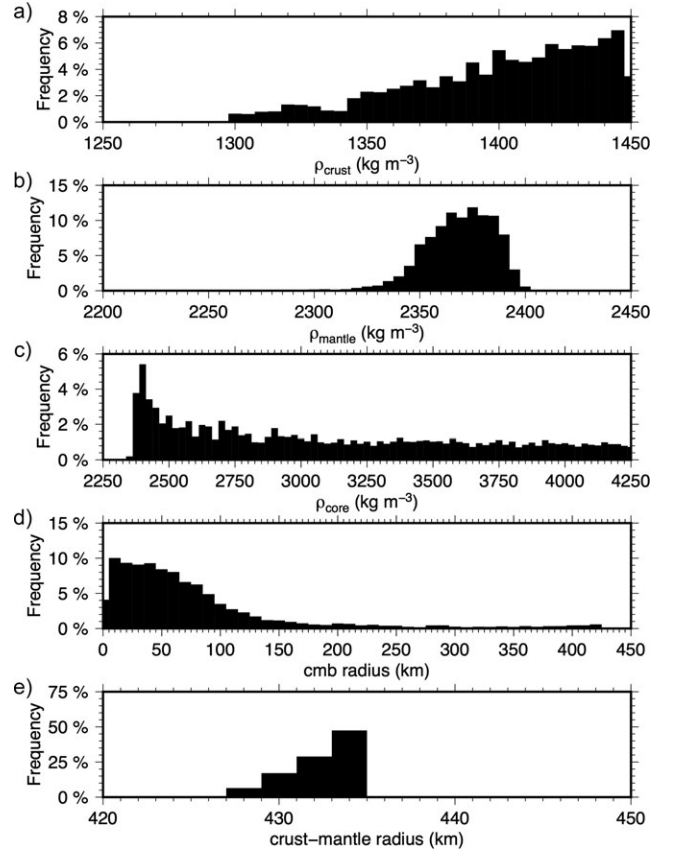 a)
8 %
6 %
4 %
2 %
0 %
Frequency
1250 1300 1350 1400 1450
ρcrust (kg m⁻³)
b)
15 %
10 %
5 %
0 %
Frequency
2200 2250 2300 2350 2400 2450
ρmantle (kg m⁻³)
c)
6 %
4 %
2 %
0 %
Frequency
2250 2500 2750 3000 3250 3500 3750 4000 4250
ρcore (kg m⁻³)
d)
15 %
10 %
5 %
0 %
Frequency
0 50 100 150 200 250 300 350 400 450
cmb radius (km)
e)
75 %
50 %
25 %
0 %
Frequency
420 430 440 450
crust−mantle radius (km)